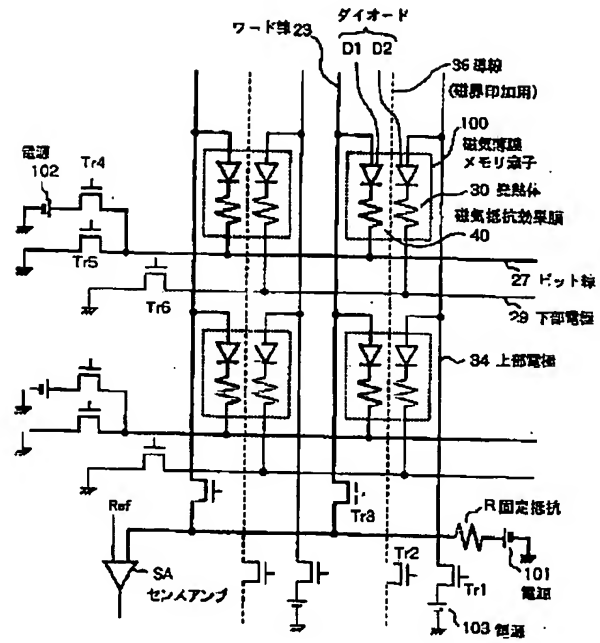 ダイオード
ワード線 23
D1 D2
36 導線
(磁界印加用)
100
磁気薄膜
メモリ素子
30 発熱体
磁気抵抗効果膜
40
電源
102
Tr4
Tr5
Tr6
27 ビット線
29 下部電極
34 上部電極
Tr3
R固定抵抗
Ref
SA
センスアンプ
Tr2
Tr1
101
電源
103 電源